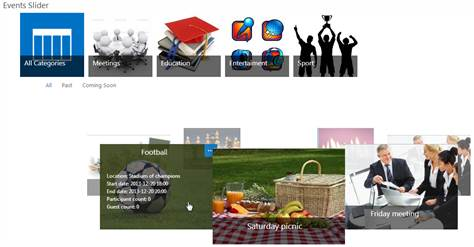 Events Slider
All Categories
Meetings
Education
Entertaiment
Sport
All Past Coming Soon
Football
Location: Stadium of champions
Start date: 2013-12-20 18:00
End date: 2013-12-20 20:00
Participant count: 0
Guest count: 0
Saturday picnic
Friday meeting